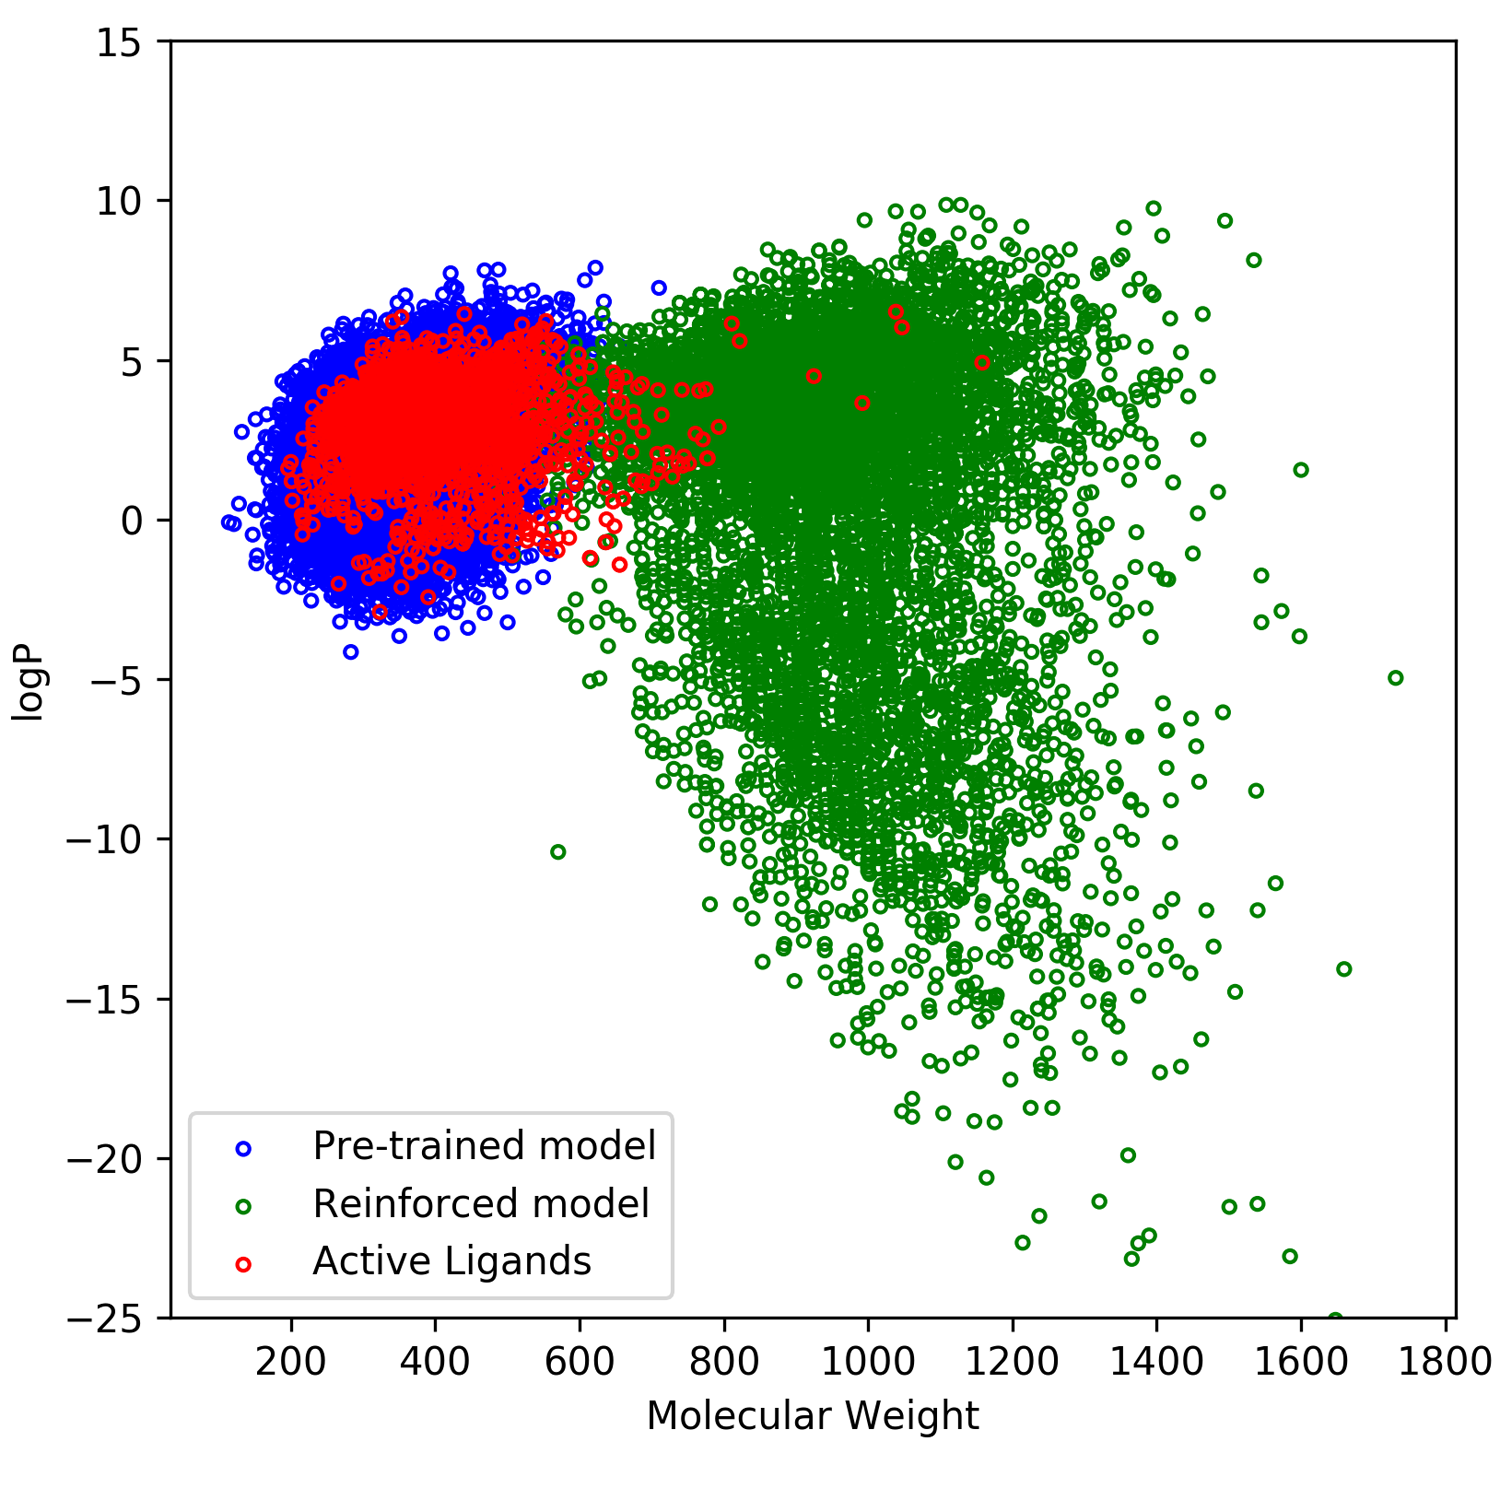 15
10
5
0
−5
−10
−15
−20
−25
logP
Pre-trained model
Reinforced model
Active Ligands
200 400 600 800 1000 1200 1400 1600 1800
Molecular Weight